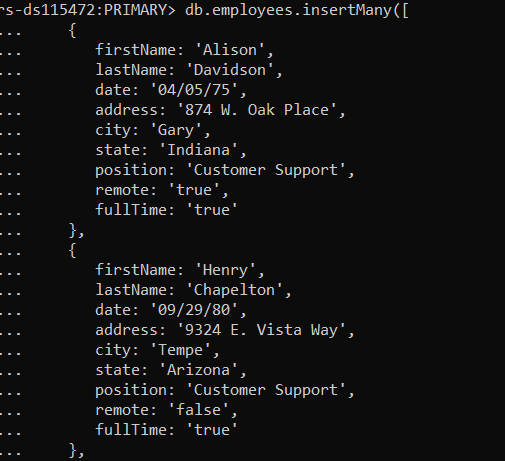 rs-ds115472:PRIMARY> db.employees.insertMany([
... {
... firstName: 'Alison',
... lastName: 'Davidson',
... date: '04/05/75',
... address: '874 W. Oak Place',
... city: 'Gary',
... state: 'Indiana',
... position: 'Customer Support',
... remote: 'true',
... fullTime: 'true'
... },
... {
... firstName: 'Henry',
... lastName: 'Chapelton',
... date: '09/29/80',
... address: '9324 E. Vista Way',
... city: 'Tempe',
... state: 'Arizona',
... position: 'Customer Support',
... remote: 'false',
... fullTime: 'true'
... },